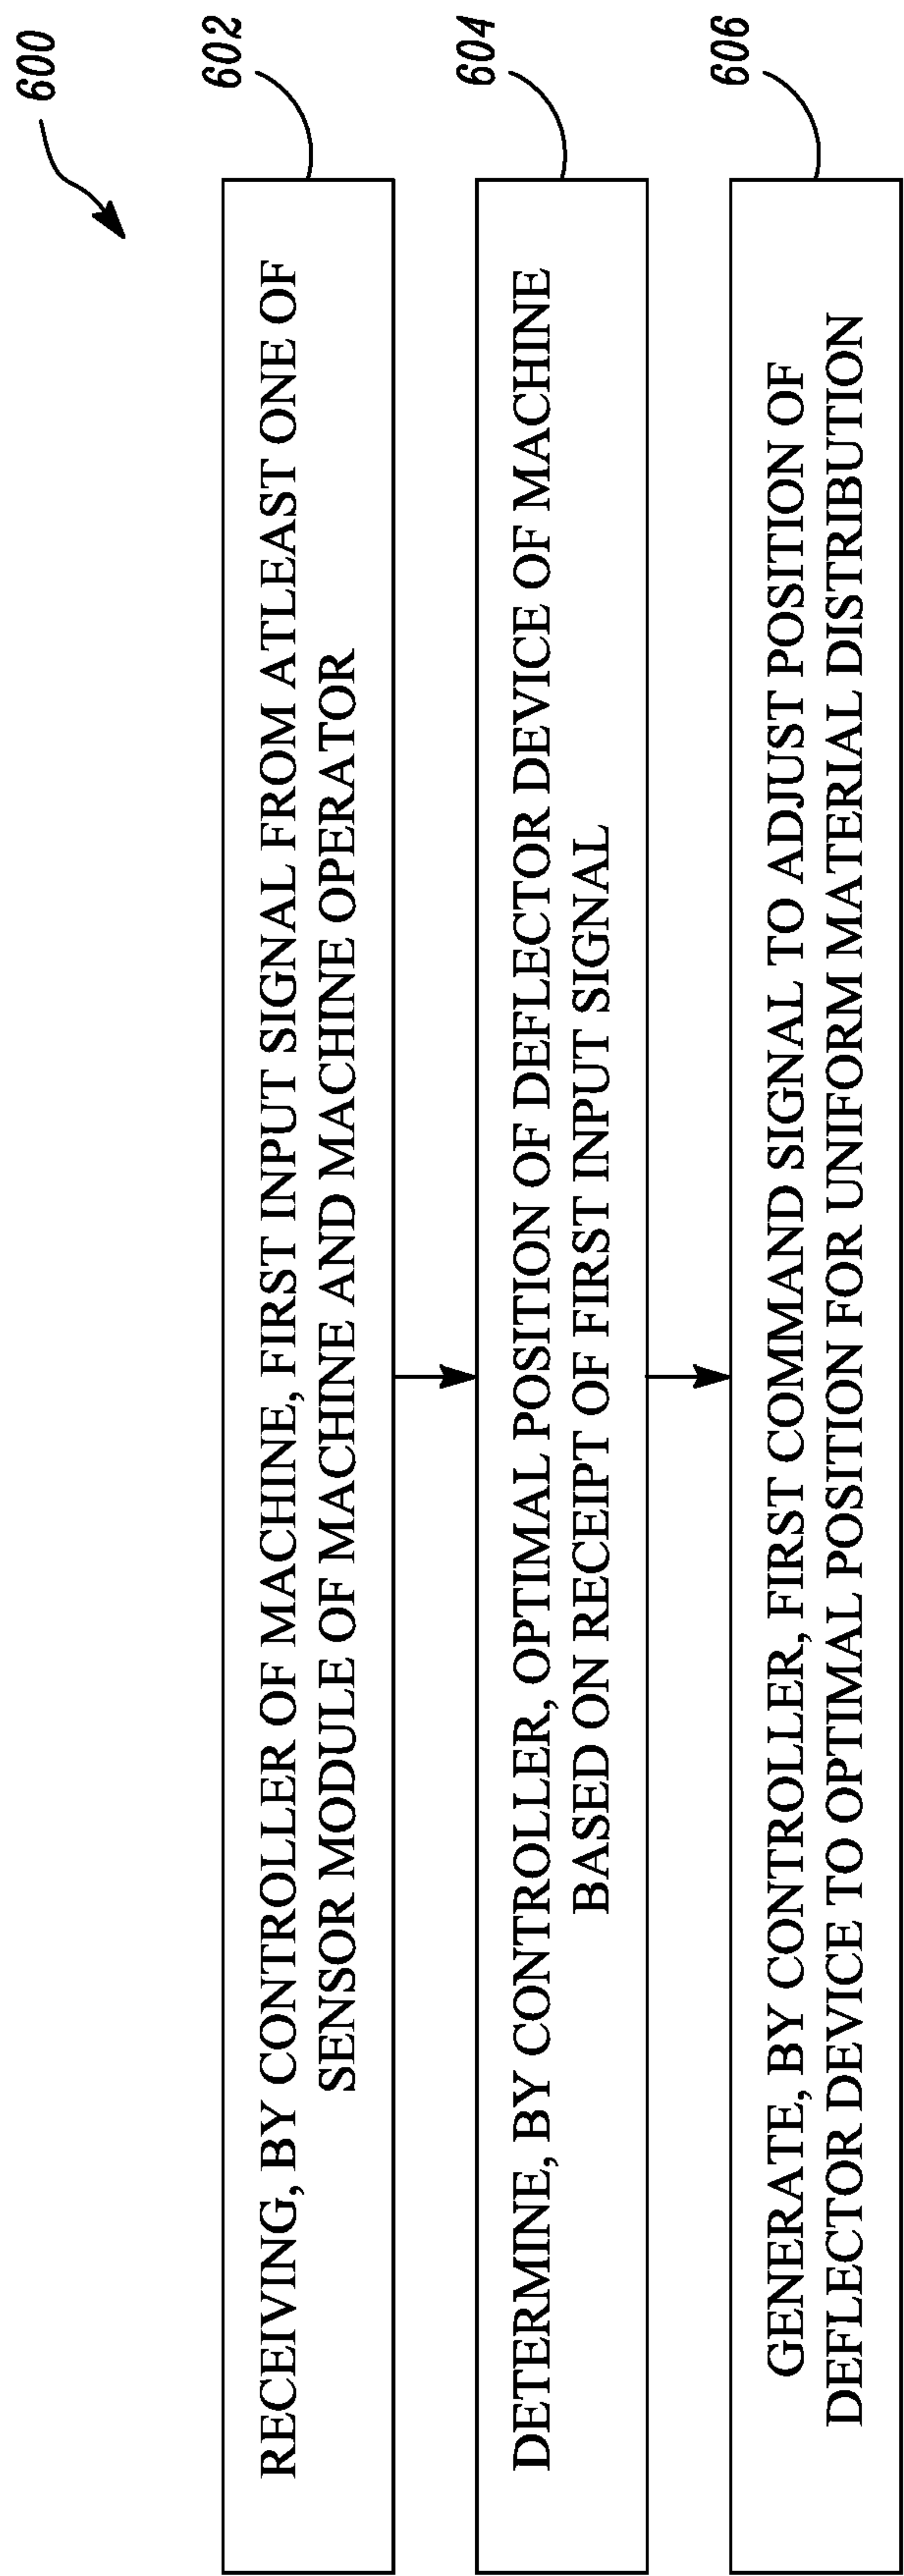 600
602
RECEIVING, BY CONTROLLER OF MACHINE, FIRST INPUT SIGNAL FROM ATLEAST ONE OF
SENSOR MODULE OF MACHINE AND MACHINE OPERATOR
604
DETERMINE, BY CONTROLLER, OPTIMAL POSITION OF DEFLECTOR DEVICE OF MACHINE
BASED ON RECEIPT OF FIRST INPUT SIGNAL
606
GENERATE, BY CONTROLLER, FIRST COMMAND SIGNAL TO ADJUST POSITION OF
DEFLECTOR DEVICE TO OPTIMAL POSITION FOR UNIFORM MATERIAL DISTRIBUTION